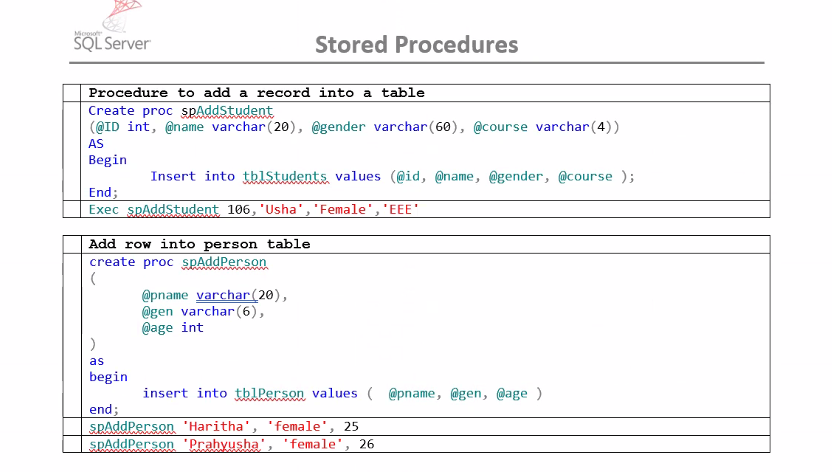 Microsoft
SQL Server
Stored Procedures
Procedure to add a record into a table
Create proc spAddStudent
(@ID int, @name varchar(20), @gender varchar(60), @course varchar(4))
AS
Begin
Insert into tblStudents values (@id, @name, @gender, @course );
End;
Exec spAddStudent 106,'Usha','Female','EEE'
Add row into person table
create proc spAddPerson
(
@pname varchar(20),
@gen varchar(6),
@age int
)
as
begin
insert into tblPerson values ( @pname, @gen, @age )
end;
spAddPerson 'Haritha', 'female', 25
spAddPerson 'Prahyusha', 'female', 26